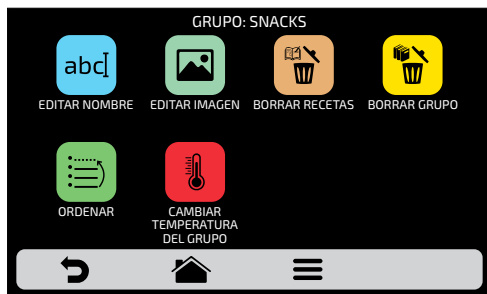 GRUPO: SNACKS
abc
EDITAR NOMBRE
EDITAR IMAGEN
BORRAR RECETAS
BORRAR GRUPO
ORDENAR
CAMBIAR
TEMPERATURA
DEL GRUPO